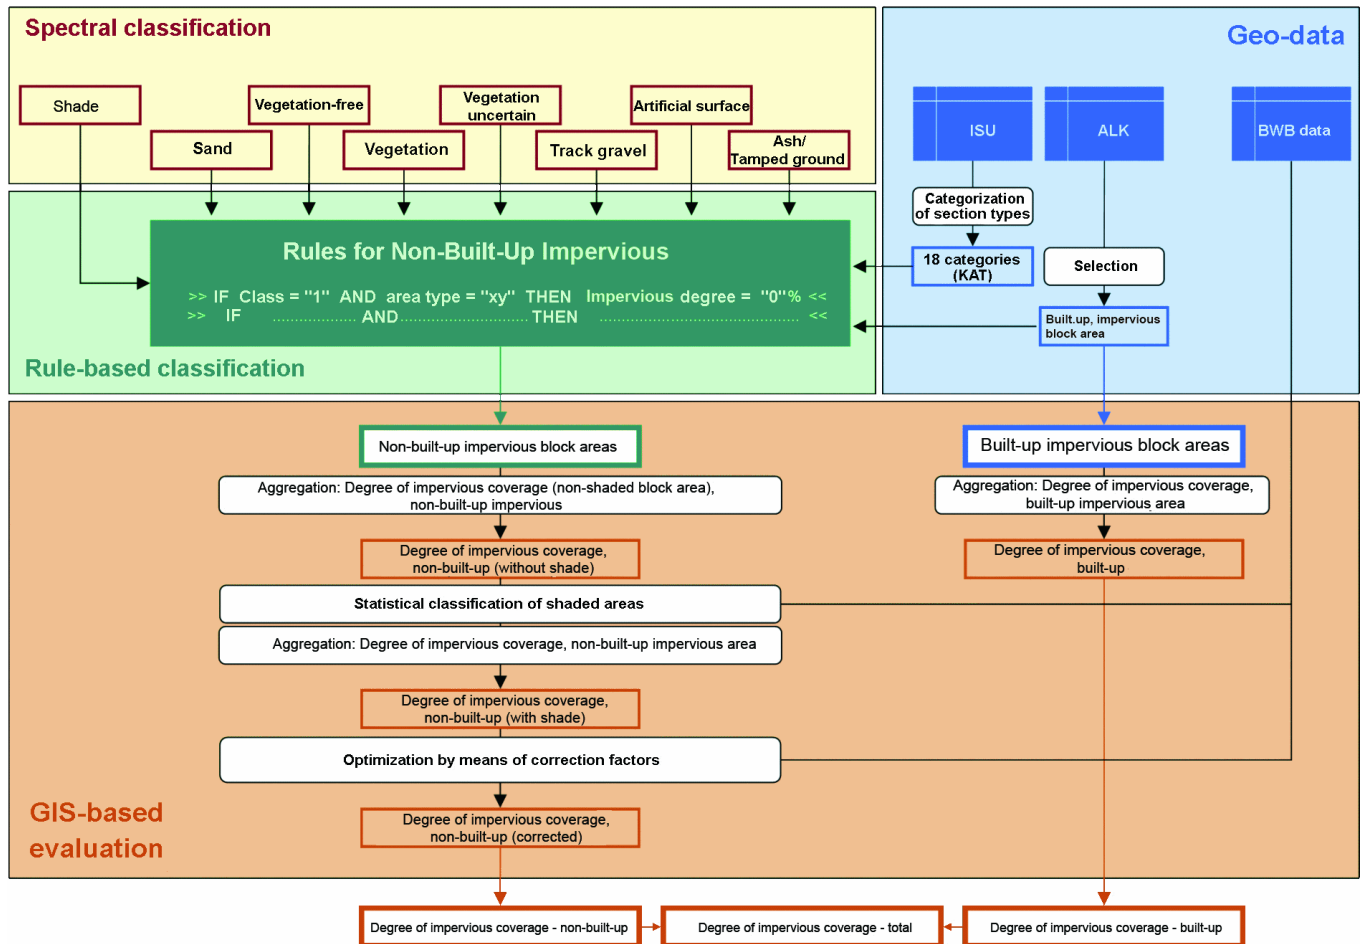 Spectral classification
Geo-data
Shade
Vegetation-free
Vegetation
uncertain
Artificial surface
Sand
Vegetation
Track gravel
Ash/
Tamped ground
ISU
ALK
BWB data
Categorization
of section types
18 categories
(KAT)
Selection
Built.up, impervious
block area
Rules for Non-Built-Up Impervious
>> IF Class = "1" AND area type = "xy" THEN Impervious degree = "0"% <<
>> IF ..................... AND ...................... THEN ................................... <<
Rule-based classification
Non-built-up impervious block areas
Built-up impervious block areas
Aggregation: Degree of impervious coverage (non-shaded block area),
non-built-up impervious
Aggregation: Degree of impervious coverage,
built-up impervious area
Degree of impervious coverage,
non-built-up (without shade)
Degree of impervious coverage,
built-up
Statistical classification of shaded areas
Aggregation: Degree of impervious coverage, non-built-up impervious area
Degree of impervious coverage,
non-built-up (with shade)
Optimization by means of correction factors
GIS-based
evaluation
Degree of impervious coverage,
non-built-up (corrected)
Degree of impervious coverage - non-built-up
Degree of impervious coverage - total
Degree of impervious coverage - built-up